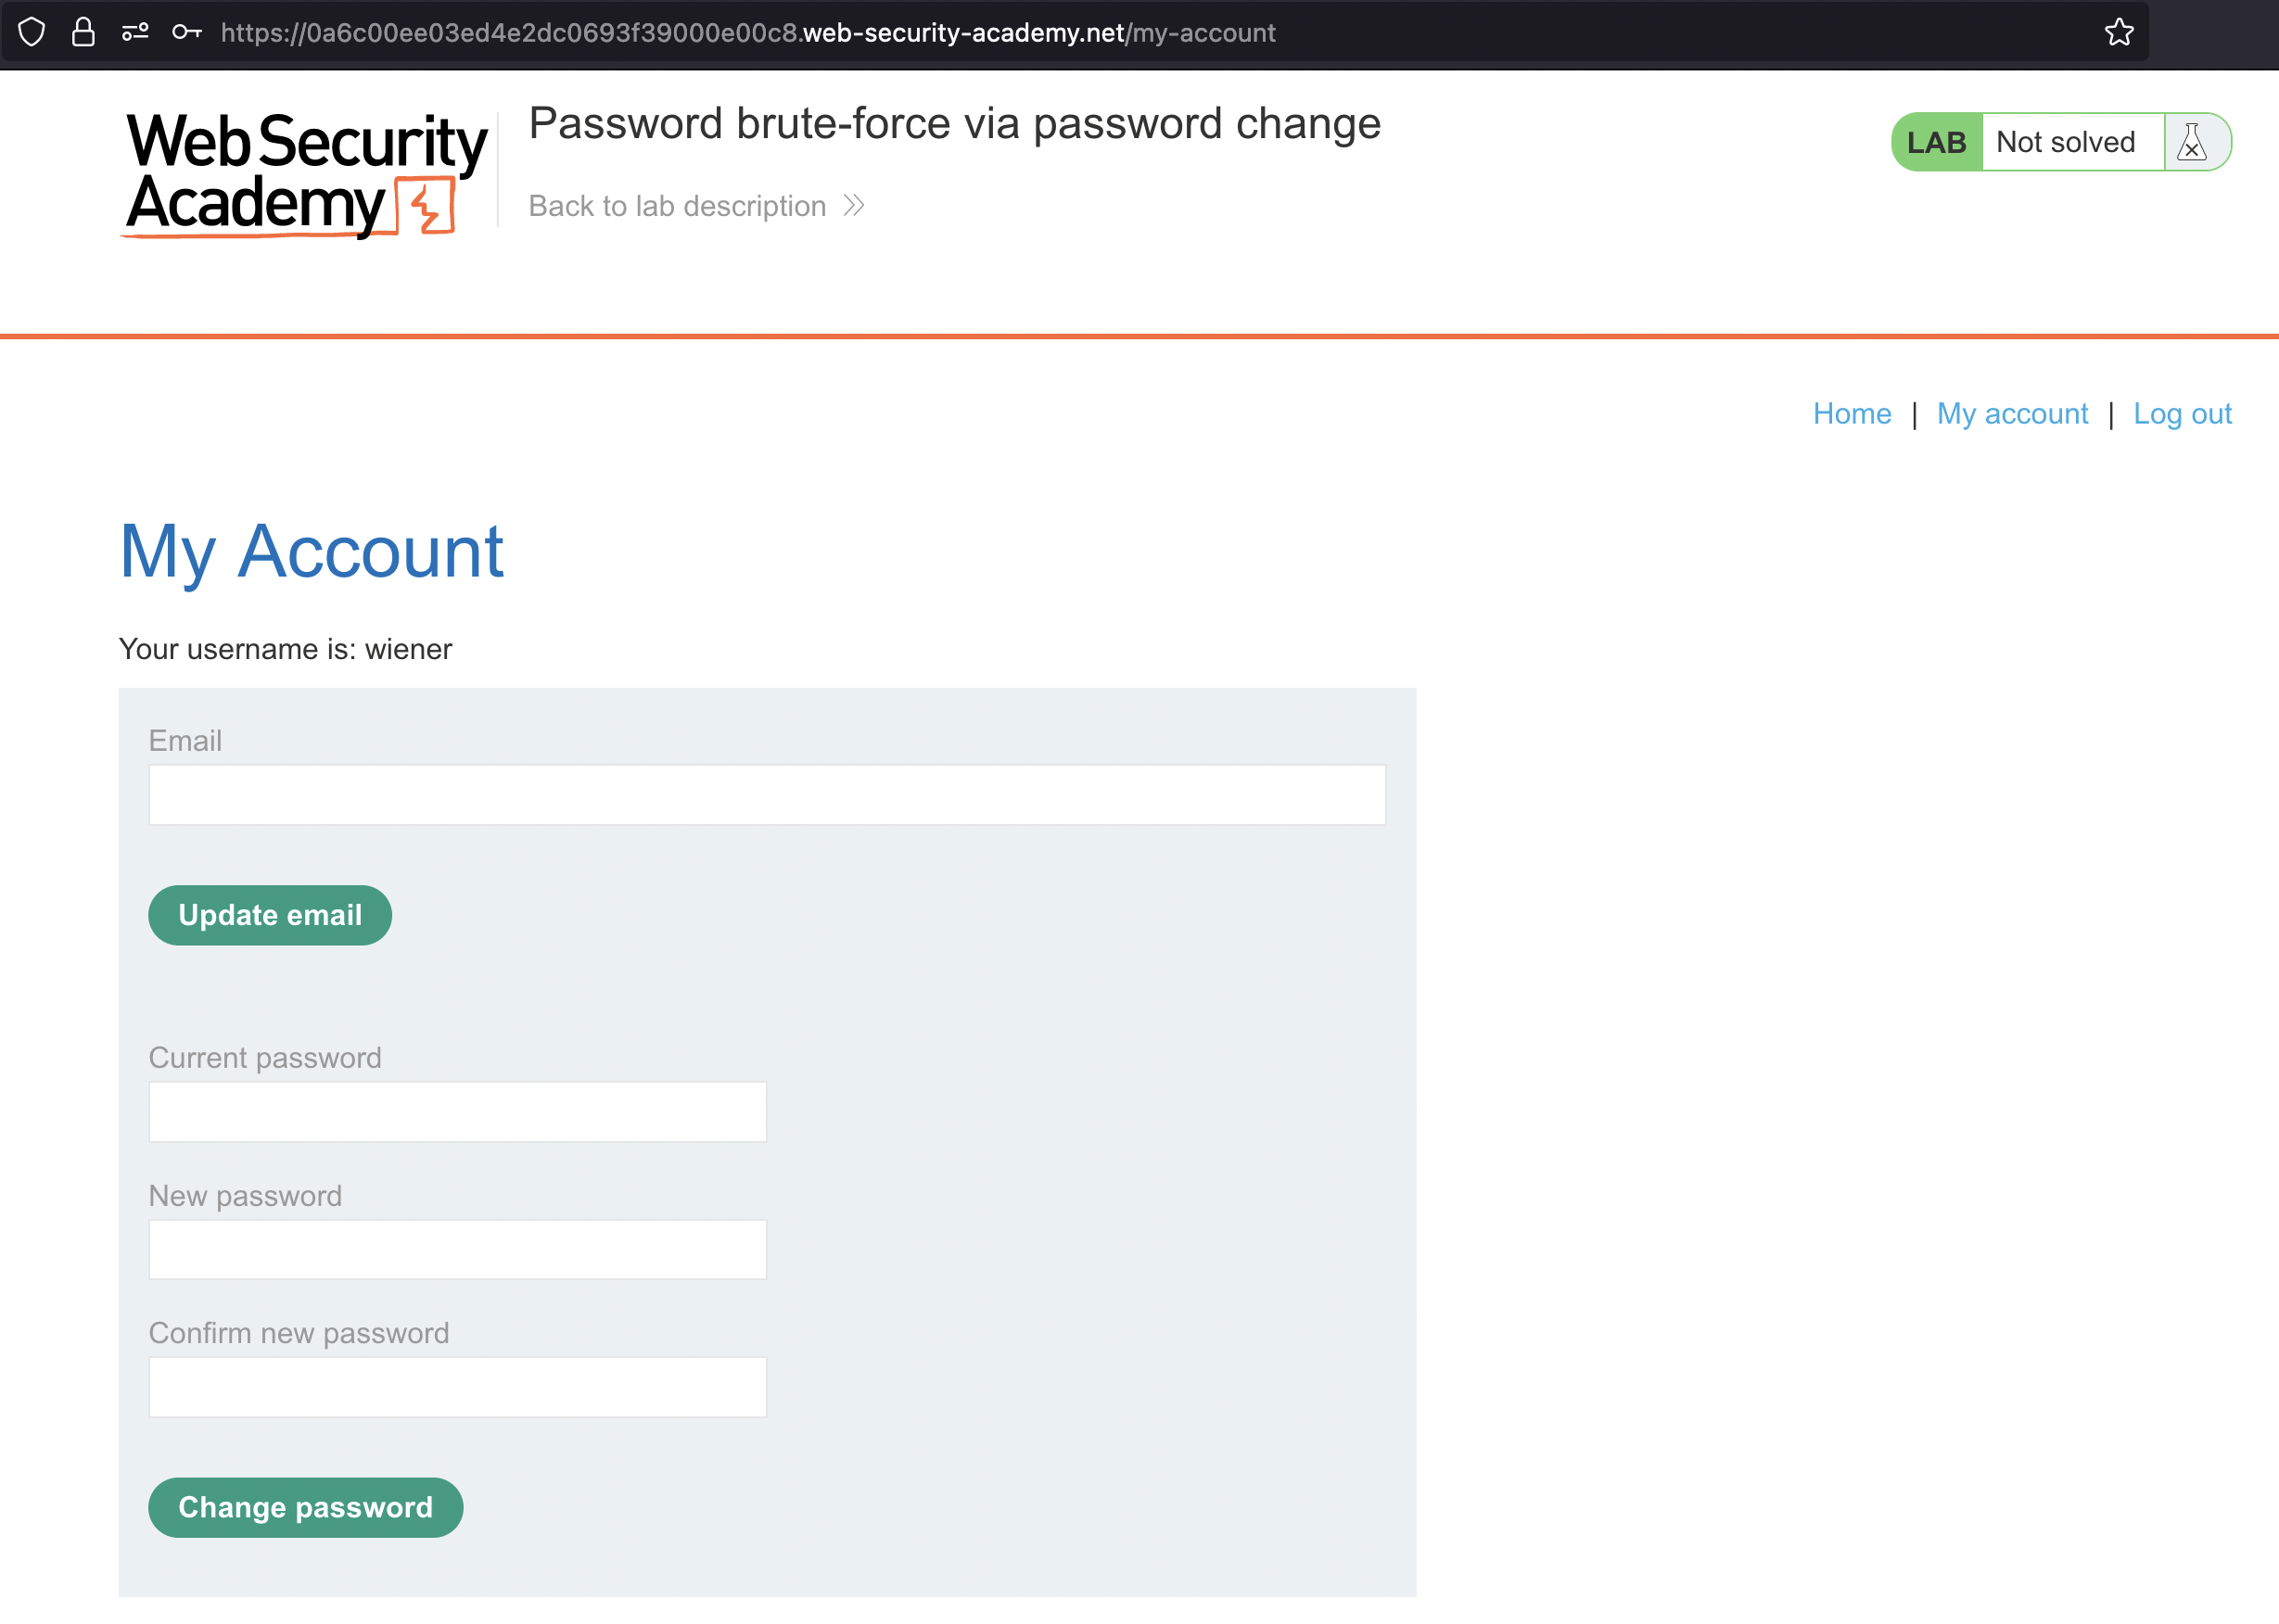 https://0a6c00ee03ed4e2dc0693f39000e00c8.web-security-academy.net/my-account
Web Security
Academy
Password brute-force via password change
Back to lab description
LAB Not solved
Home | My account | Log out
My Account
Your username is: wiener
Email
Update email
Current password
New password
Confirm new password
Change password